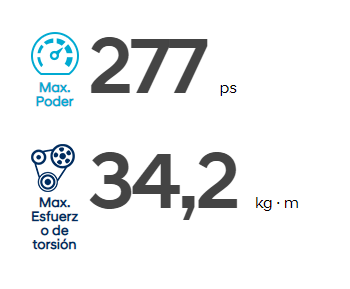 Max.
Poder
277 ps
Max.
Esfuerz
o de
torsión
34,2 kg · m